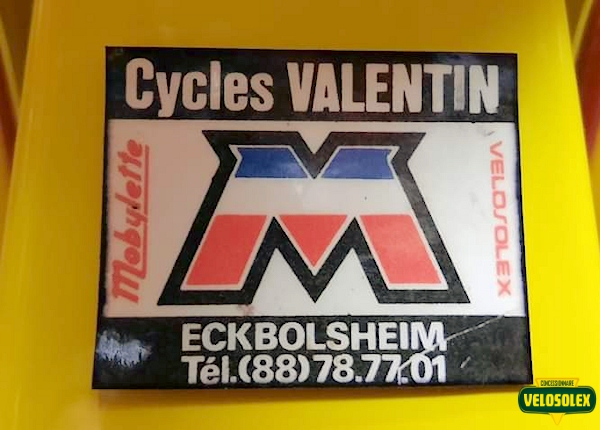 Cycles VALENTIN
Mobylette
M
VELOSOLEX
ECKBOLSHEIM
Tél.(88)78.77.01
CONCESSIONNAIRE
VELOSOLEX